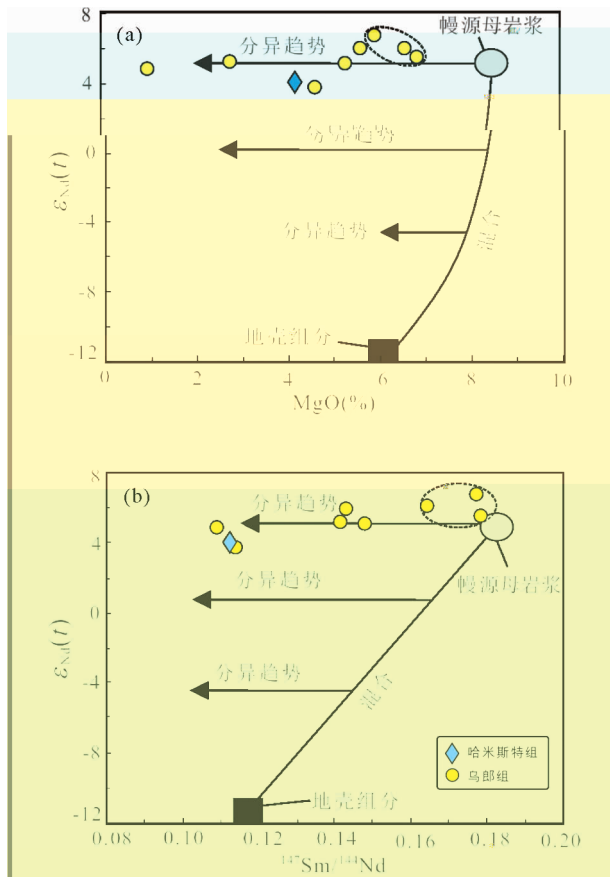 (a)
8
4
0
-4
-8
-12
εNd(t)
分异趋势
幔源母岩浆
分异趋势
分异趋势
混合
地壳组分
0
2
4
6
8
10
MgO(%)
(b)
8
4
0
-4
-8
-12
εNd(t)
分异趋势
幔源母岩浆
分异趋势
分异趋势
混合
地壳组分
哈米斯特组
乌郎组
0.08
0.10
0.12
0.14
0.16
0.18
0.20
¹⁴⁷Sm/¹⁴⁴Nd